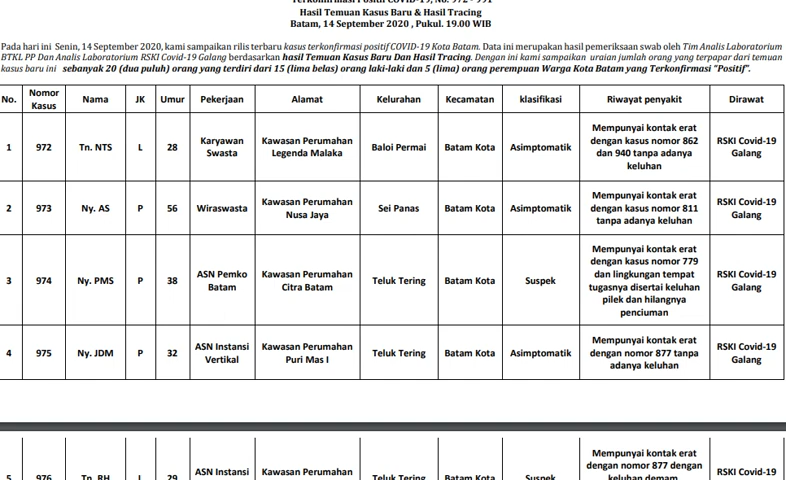 Terkonfirmasi Positif COVID-19, No. 972 - 991
Hasil Temuan Kasus Baru & Hasil Tracing
Batam, 14 September 2020 , Pukul. 19.00 WIB
Pada hari ini Senin, 14 September 2020, kami sampaikan rilis terbaru kasus terkonfirmasi positif COVID-19 Kota Batam. Data ini merupakan hasil pemeriksaan swab oleh Tim Analis Laboratorium
BTKL PP Dan Analis Laboratorium RSKI Covid-19 Galang berdasarkan hasil Temuan Kasus Baru Dan Hasil Tracing. Dengan ini kami sampaikan uraian jumlah orang yang terpapar dari temuan
kasus baru ini sebanyak 20 (dua puluh) orang yang terdiri dari 15 (lima belas) orang laki-laki dan 5 (lima) orang perempuan Warga Kota Batam yang Terkonfirmasi "Positif".
No. Nomor Kasus Nama JK Umur Pekerjaan Alamat Kelurahan Kecamatan klasifikasi Riwayat penyakit Dirawat
1 972 Tn. NTS L 28 Karyawan Swasta Kawasan Perumahan Legenda Malaka Baloi Permai Batam Kota Asimptomatik Mempunyai kontak erat dengan kasus nomor 862 dan 940 tanpa adanya keluhan RSKI Covid-19 Galang
2 973 Ny. AS P 56 Wiraswasta Kawasan Perumahan Nusa Jaya Sei Panas Batam Kota Asimptomatik Mempunyai kontak erat dengan kasus nomor 811 tanpa adanya keluhan RSKI Covid-19 Galang
3 974 Ny. PMS P 38 ASN Pemko Batam Kawasan Perumahan Citra Batam Teluk Tering Batam Kota Suspek Mempunyai kontak erat dengan kasus nomor 779 dan lingkungan tempat tugasnya disertai keluhan pilek dan hilangnya penciuman RSKI Covid-19 Galang
4 975 Ny. JDM P 32 ASN Instansi Vertikal Kawasan Perumahan Puri Mas I Teluk Tering Batam Kota Asimptomatik Mempunyai kontak erat dengan nomor 877 tanpa adanya keluhan RSKI Covid-19 Galang
5 976 Tn. RH L 29 ASN Instansi Kawasan Perumahan Teluk Tering Batam Kota Suspek Mempunyai kontak erat dengan nomor 877 dengan keluhan demam RSKI Covid-19